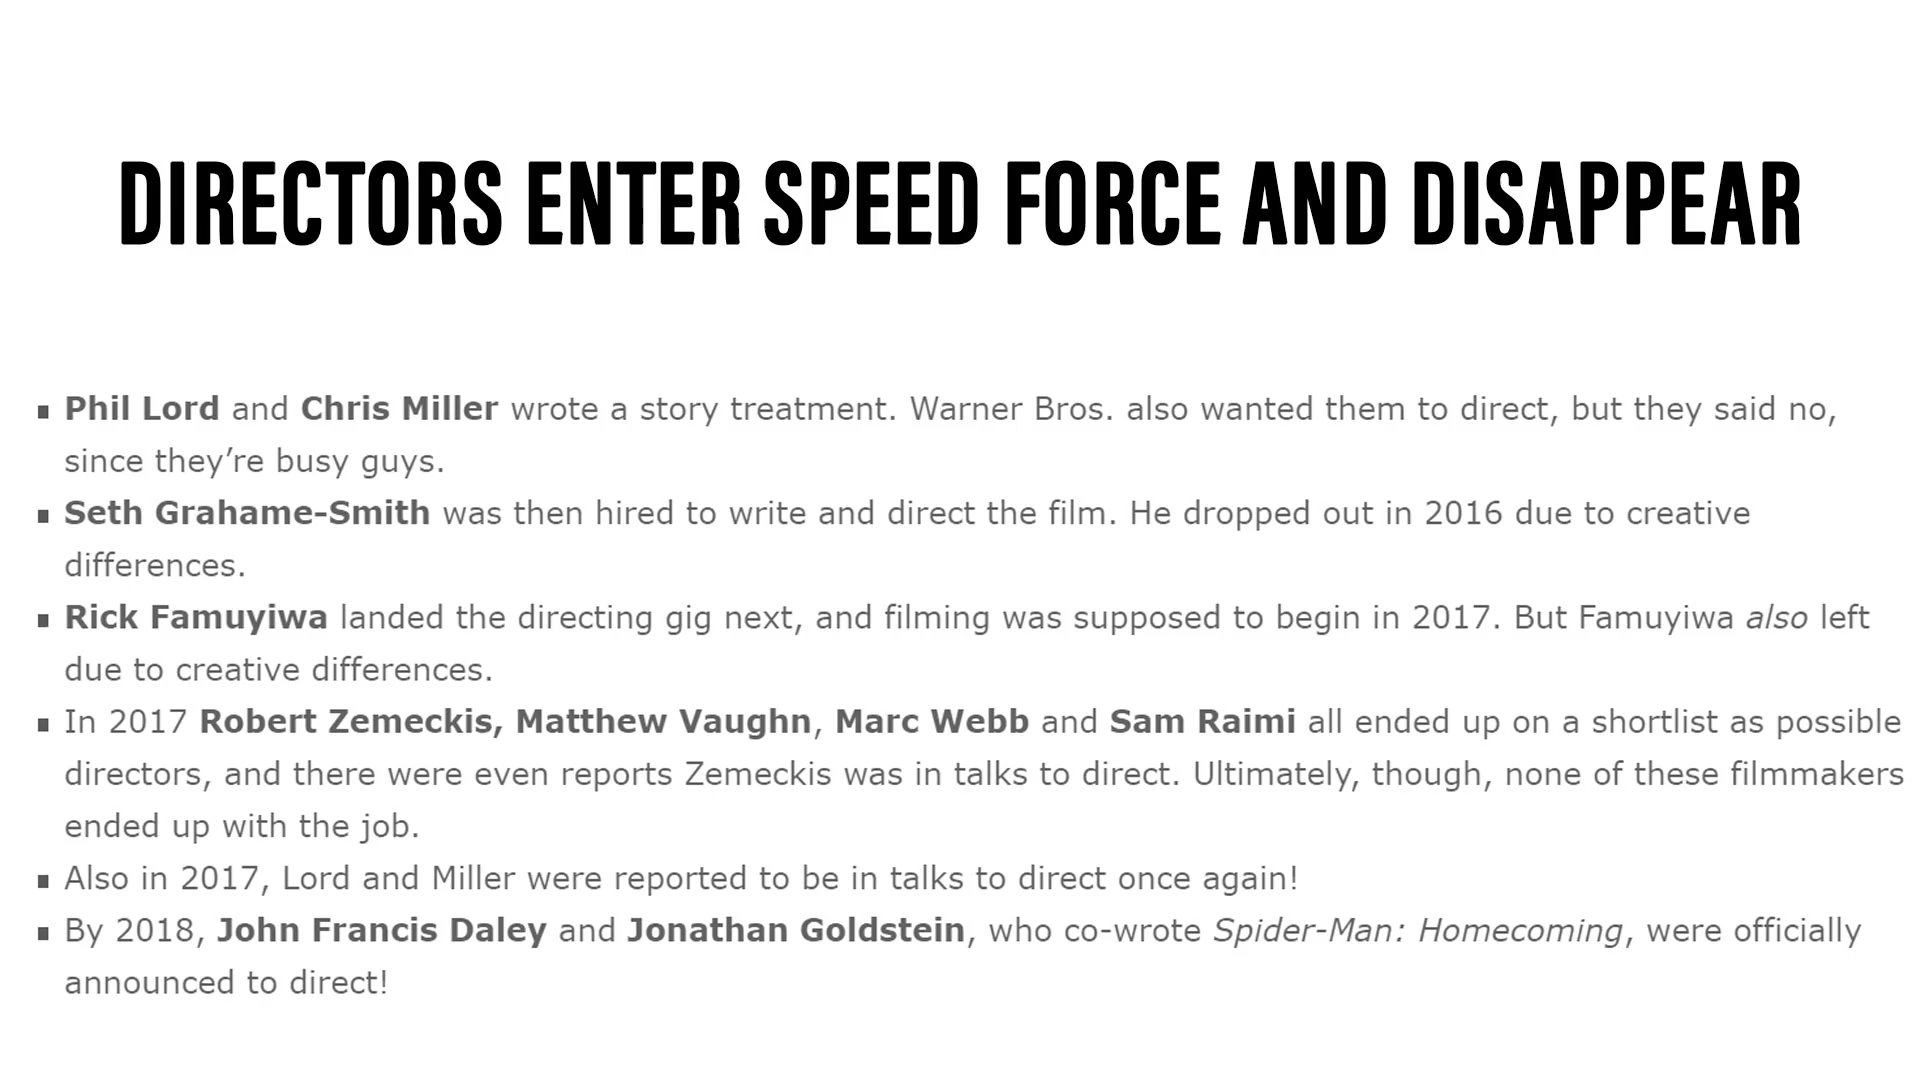 DIRECTORS ENTER SPEED FORCE AND DISAPPEAR
▪ Phil Lord and Chris Miller wrote a story treatment. Warner Bros. also wanted them to direct, but they said no,
since they’re busy guys.
▪ Seth Grahame-Smith was then hired to write and direct the film. He dropped out in 2016 due to creative
differences.
▪ Rick Famuyiwa landed the directing gig next, and filming was supposed to begin in 2017. But Famuyiwa also left
due to creative differences.
▪ In 2017 Robert Zemeckis, Matthew Vaughn, Marc Webb and Sam Raimi all ended up on a shortlist as possible
directors, and there were even reports Zemeckis was in talks to direct. Ultimately, though, none of these filmmakers
ended up with the job.
▪ Also in 2017, Lord and Miller were reported to be in talks to direct once again!
▪ By 2018, John Francis Daley and Jonathan Goldstein, who co-wrote Spider-Man: Homecoming, were officially
announced to direct!